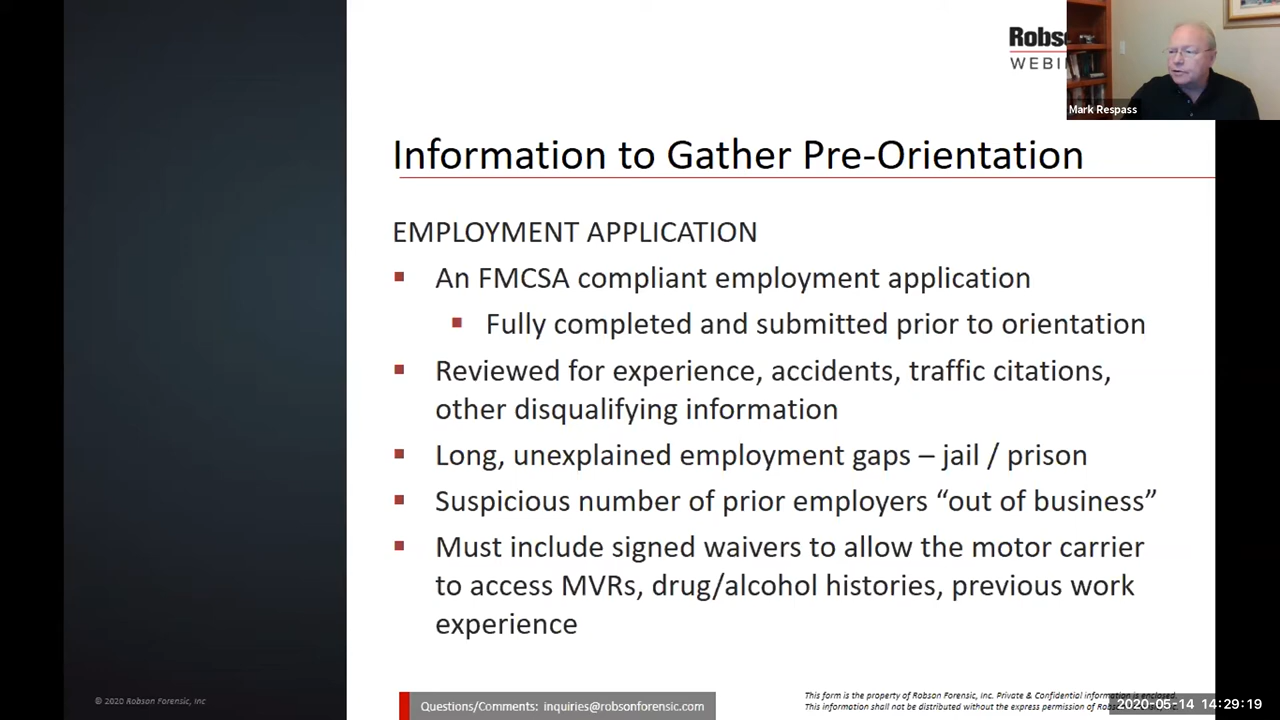 Robs
WEBI
Mark Respass
Information to Gather Pre-Orientation
EMPLOYMENT APPLICATION
An FMCSA compliant employment application
Fully completed and submitted prior to orientation
Reviewed for experience, accidents, traffic citations,
other disqualifying information
Long, unexplained employment gaps – jail / prison
Suspicious number of prior employers “out of business”
Must include signed waivers to allow the motor carrier
to access MVRs, drug/alcohol histories, previous work
experience
© 2020 Robson Forensic, Inc
Questions/Comments: inquiries@robsonforensic.com
This form is the property of Robson Forensic, Inc. Private & Confidential information is enclosed.
This information shall not be distributed without the express permission of
2020-05-14 14:29:19